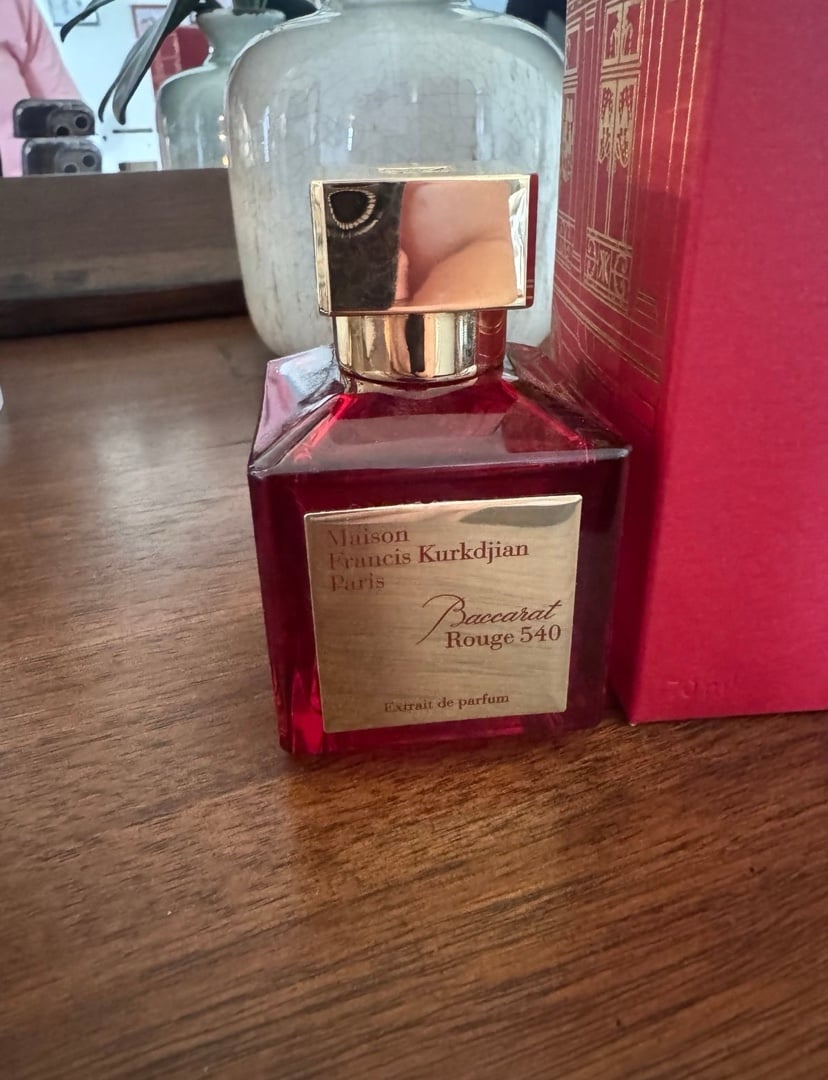 Maison
Francis Kurkdjian
Paris
Baccarat
Rouge 540
Extrait de parfum